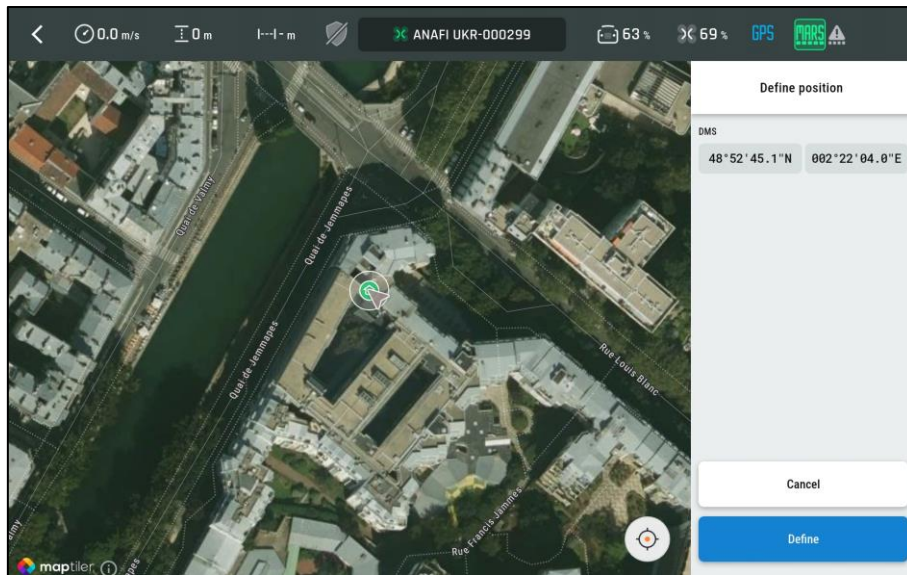 0.0 m/s
0 m
- m
ANAFI UKR-000299
63 %
69 %
GPS
MARS
Define position
DMS
48°52'45.1"N
002°22'04.0"E
Quai de Valmy
Quai de Jemmapes
Quai de Jemmapes
Rue Louis Blanc
Rue Francis Jammes
Cancel
Define
almy
pes
maptiler